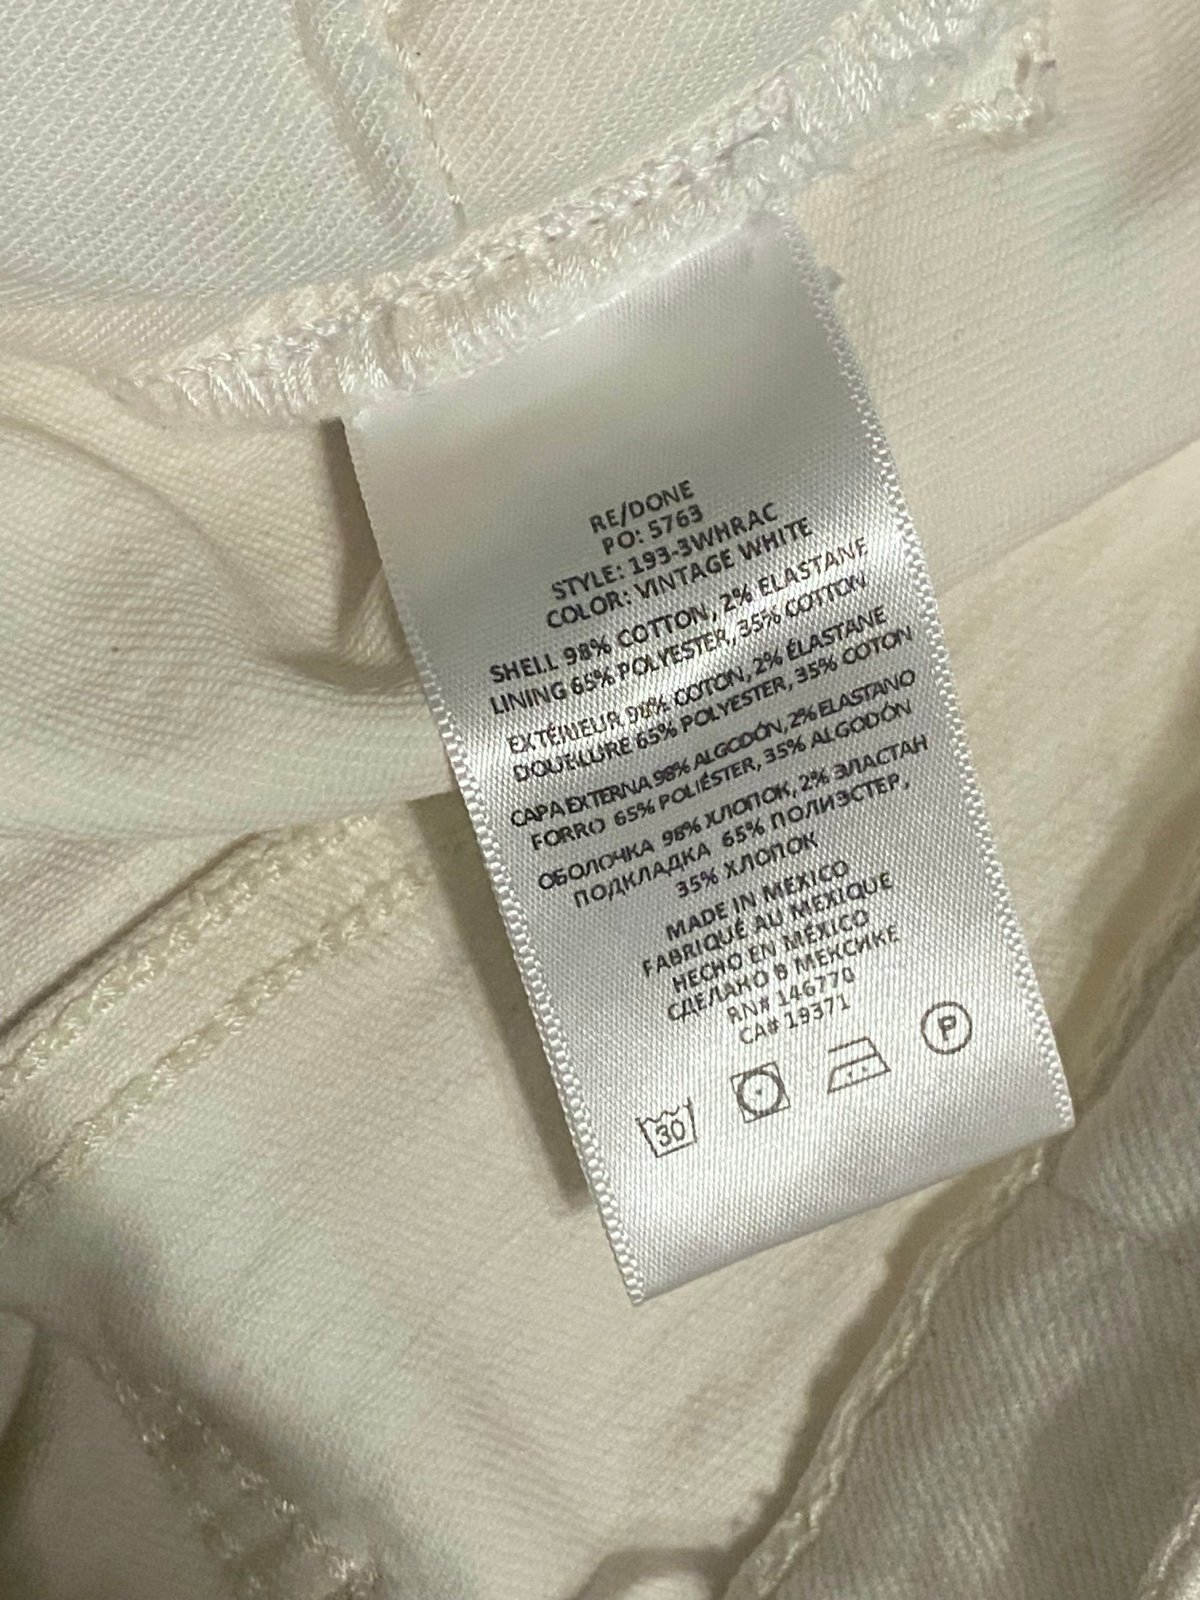 RE/DONE
PO: 5763
STYLE: 193-3WHRAC
COLOR: VINTAGE WHITE
SHELL 98% COTTON, 2% ELASTANE
LINING 65% POLYESTER, 35% COTTON
EXTÉRIEUR 98% COTON, 2% ÉLASTANE
DOUBLURE 65% POLYESTER, 35% COTON
CAPA EXTERNA 98% ALGODÓN, 2% ELASTANO
FORRO 65% POLIÉSTER, 35% ALGODÓN
ОБОЛОЧКА 98% ХЛОПОК, 2% ЭЛАСТАН
ПОДКЛАДКА 65% ПОЛИЭСТЕР,
35% ХЛОПОК
MADE IN MEXICO
FABRIQUÉ AU MEXIQUE
HECHO EN MÉXICO
СДЕЛАНО В МЕКСИКЕ
RN# 146770
CA# 19371
30
P